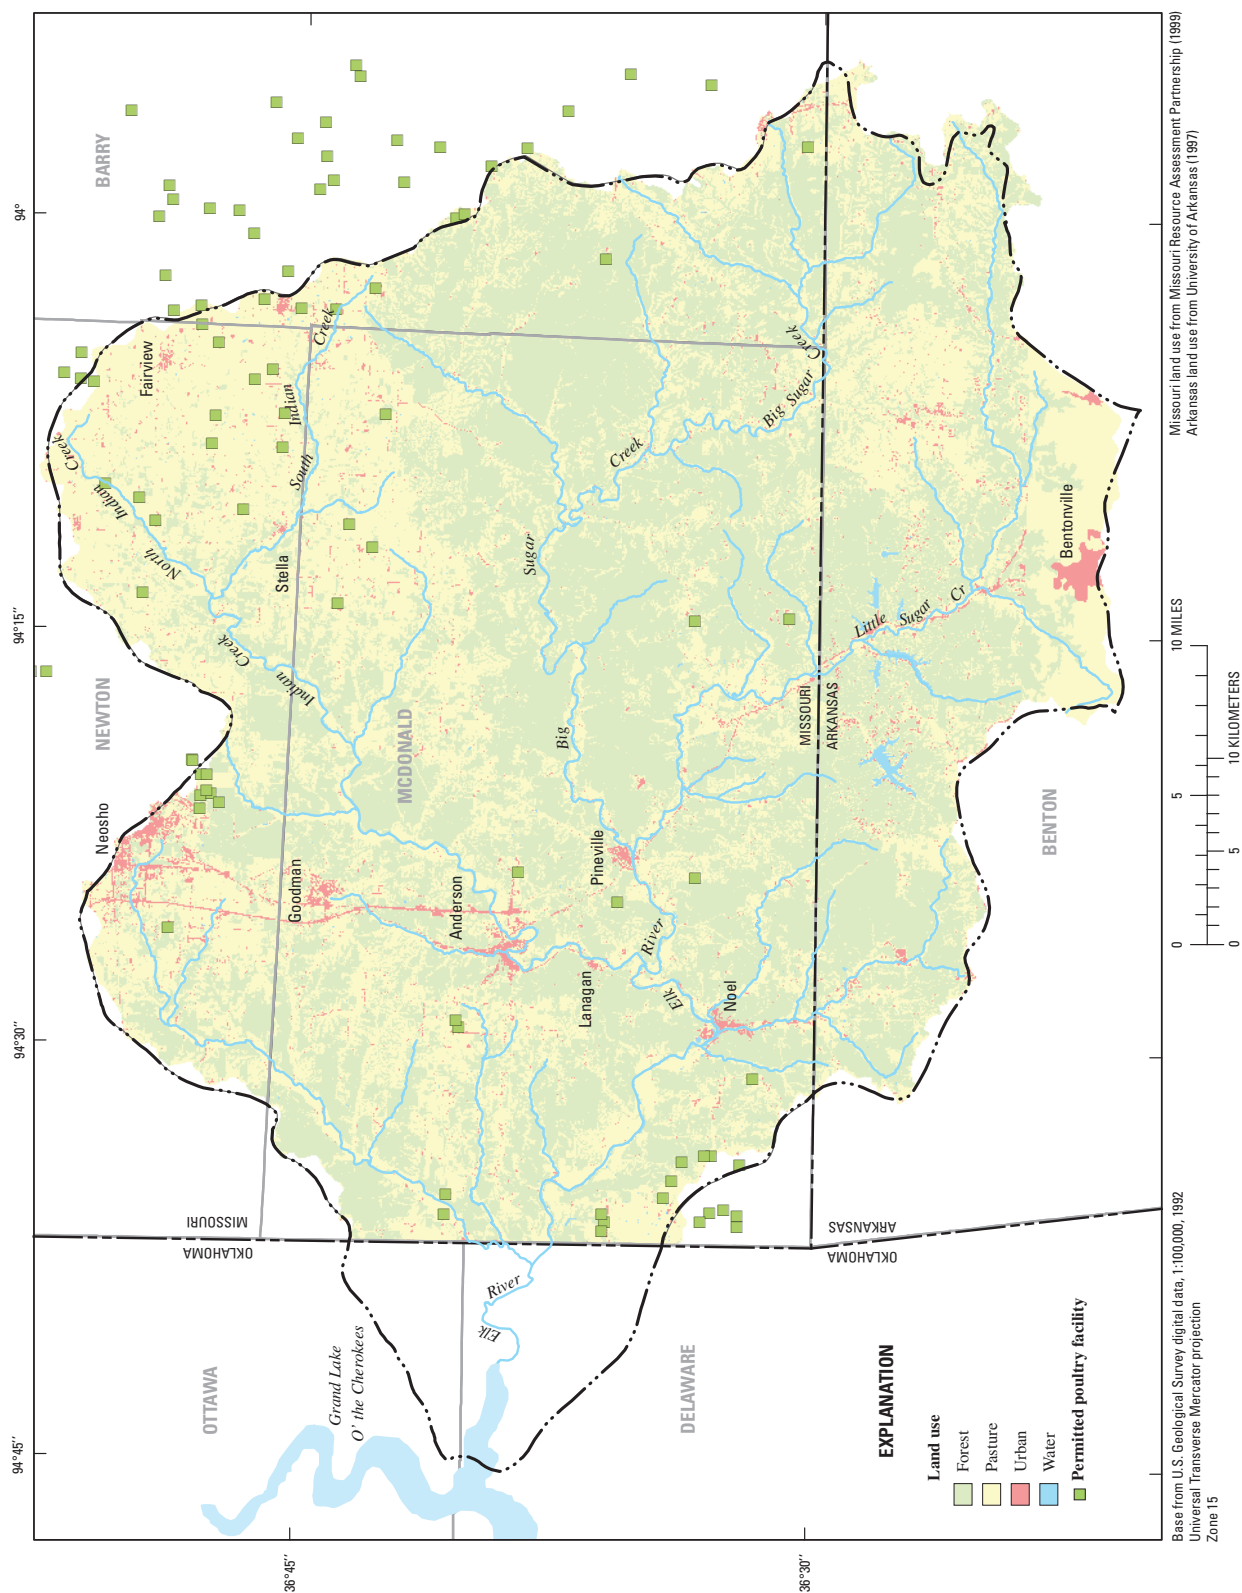 94°45′′
94°30′′
94°15′′
94°
36°45′′
36°30′′
OTTAWA
NEWTON
BARRY
MCDONALD
DELAWARE
BENTON
Grand Lake
O' the Cherokees
OKLAHOMA
MISSOURI
OKLAHOMA
ARKANSAS
MISSOURI
ARKANSAS
Neosho
Goodman
Anderson
Lanagan
Noel
Pineville
Stella
Fairview
Bentonville
North
Indian
Creek
Indian
Creek
South
Indian
Creek
Elk
River
Elk
River
Big
Sugar
Creek
Big Sugar
Creek
Little
Sugar
Cr
EXPLANATION
Land use
Forest
Pasture
Urban
Water
Permitted poultry facility
Base from U.S. Geological Survey digital data, 1:100,000, 1992
Universal Transverse Mercator projection
Zone 15
0
5
10 MILES
0
5
10 KILOMETERS
Missouri land use from Missouri Resource Assessment Partnership (1999)
Arkansas land use from University of Arkansas (1997)